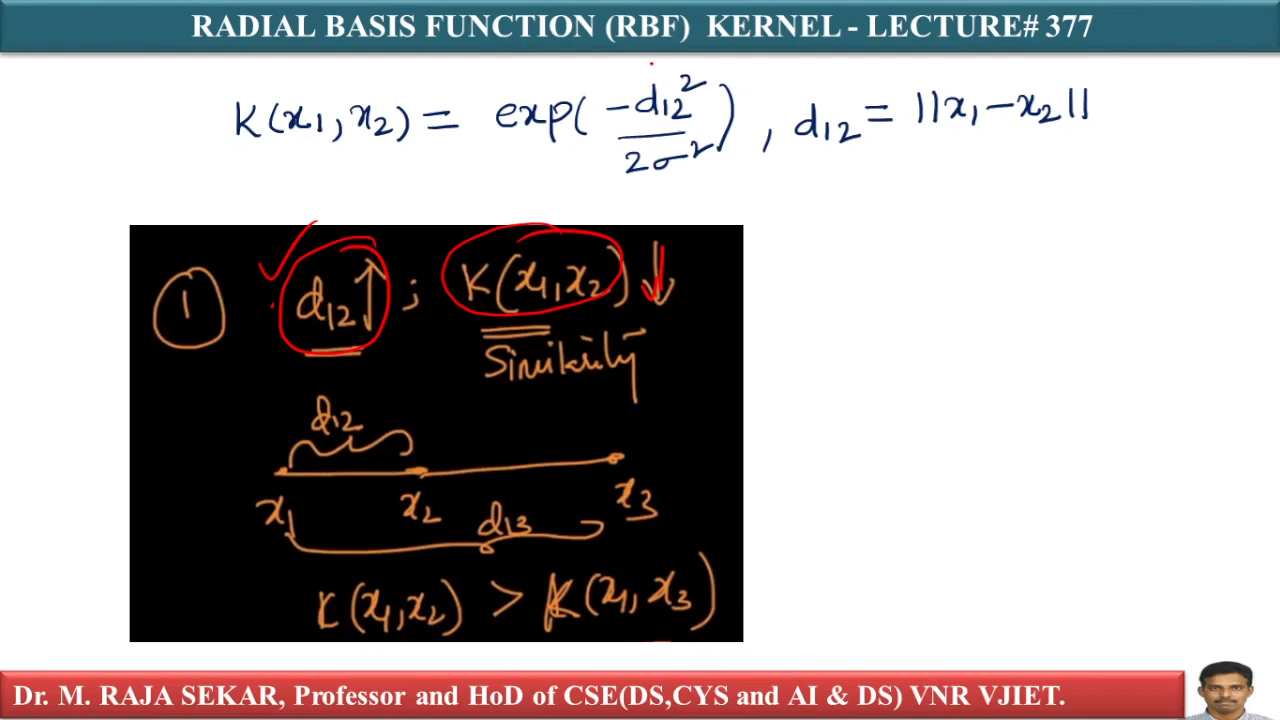 RADIAL BASIS FUNCTION (RBF) KERNEL - LECTURE# 377
K(x₁, x₂) = exp(-d₁₂²/2σ²), d₁₂ = ||x₁ - x₂||
① d₁₂↑ ; K(x₁, x₂)↓
Similarity
d₁₂
x₁ x₂ x₃
d₁₃
K(x₁, x₂) > K(x₁, x₃)
Dr. M. RAJA SEKAR, Professor and HoD of CSE(DS,CYS and AI & DS) VNR VJIET.